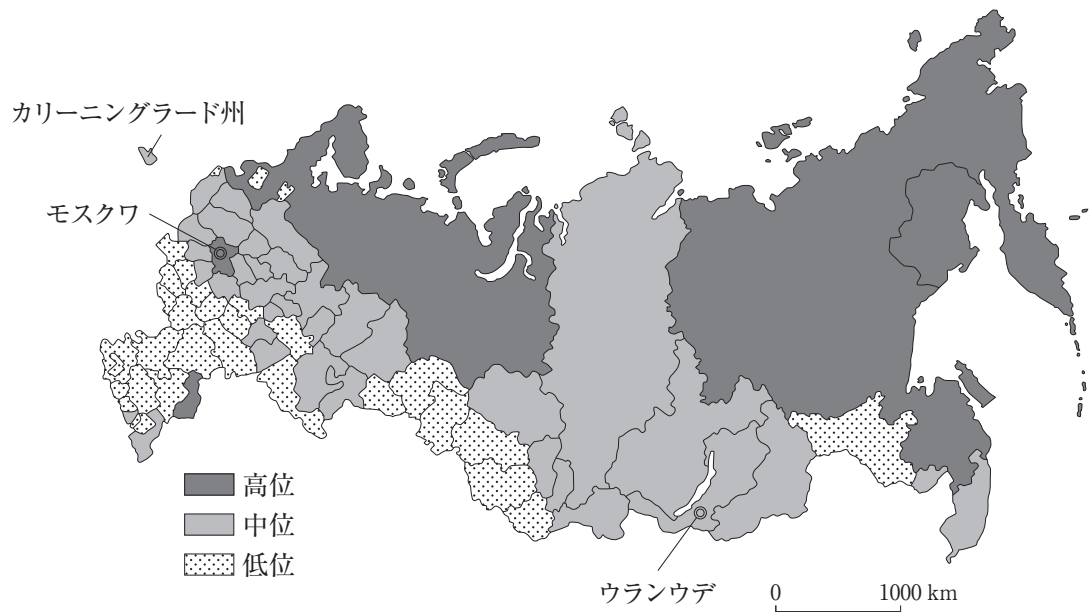 カリーニングラード州
モスクワ
高位
中位
低位
ウランウデ
0 1000 km